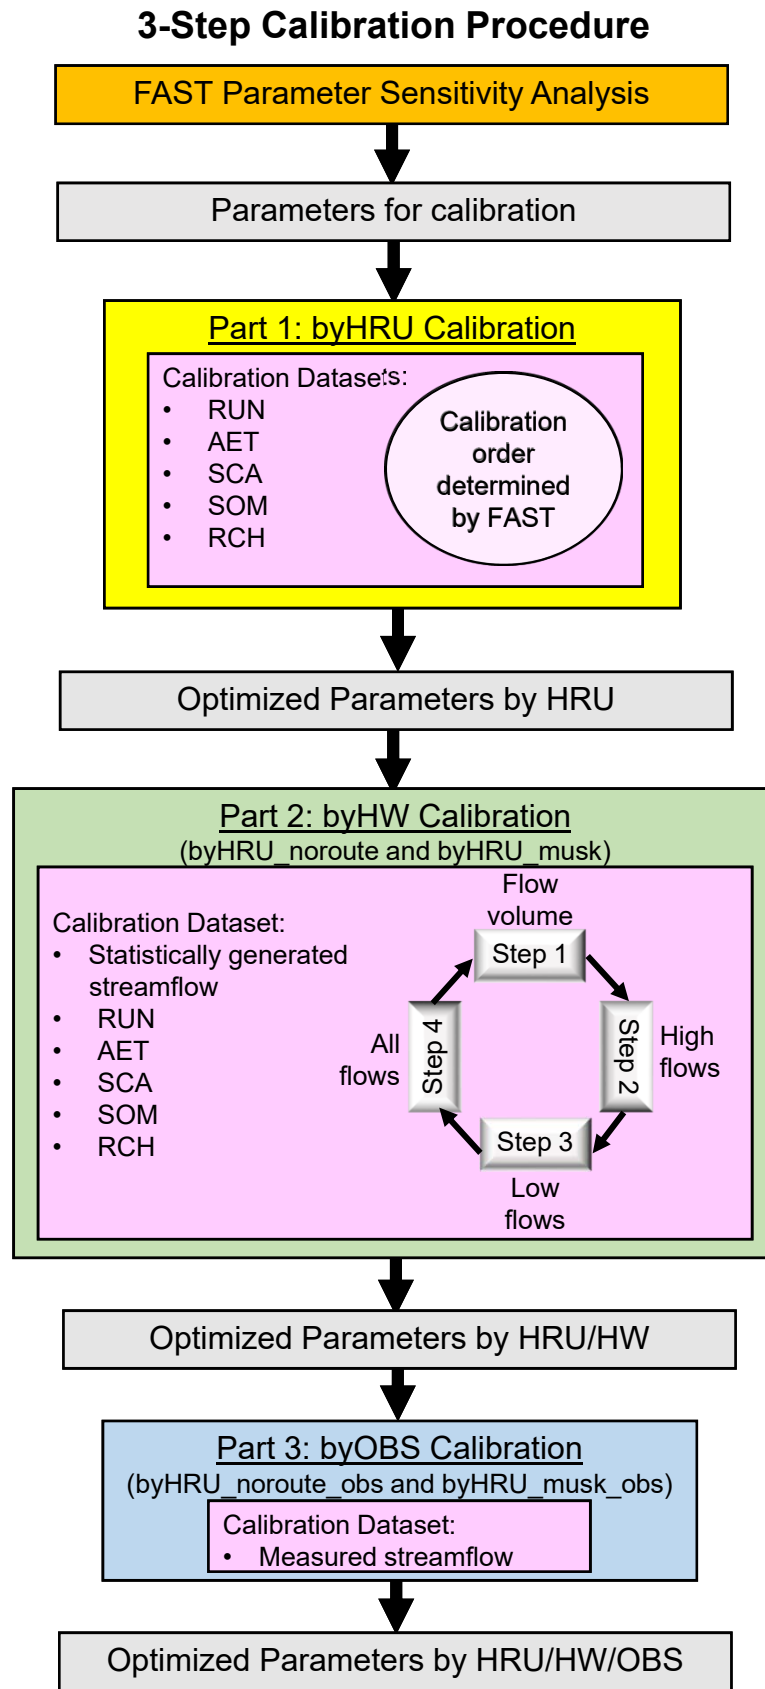 3-Step Calibration Procedure
FAST Parameter Sensitivity Analysis
Parameters for calibration
Part 1: byHRU Calibration
Calibration Datasets:
• RUN
• AET
• SCA
• SOM
• RCH
Calibration
order
determined
by FAST
Optimized Parameters by HRU
Part 2: byHW Calibration
(byHRU_noroute and byHRU_musk)
Calibration Dataset:
• Statistically generated
streamflow
• RUN
• AET
• SCA
• SOM
• RCH
Flow
volume
Step 1
Step 2
High
flows
Step 3
Low
flows
Step 4
All
flows
Optimized Parameters by HRU/HW
Part 3: byOBS Calibration
(byHRU_noroute_obs and byHRU_musk_obs)
Calibration Dataset:
• Measured streamflow
Optimized Parameters by HRU/HW/OBS